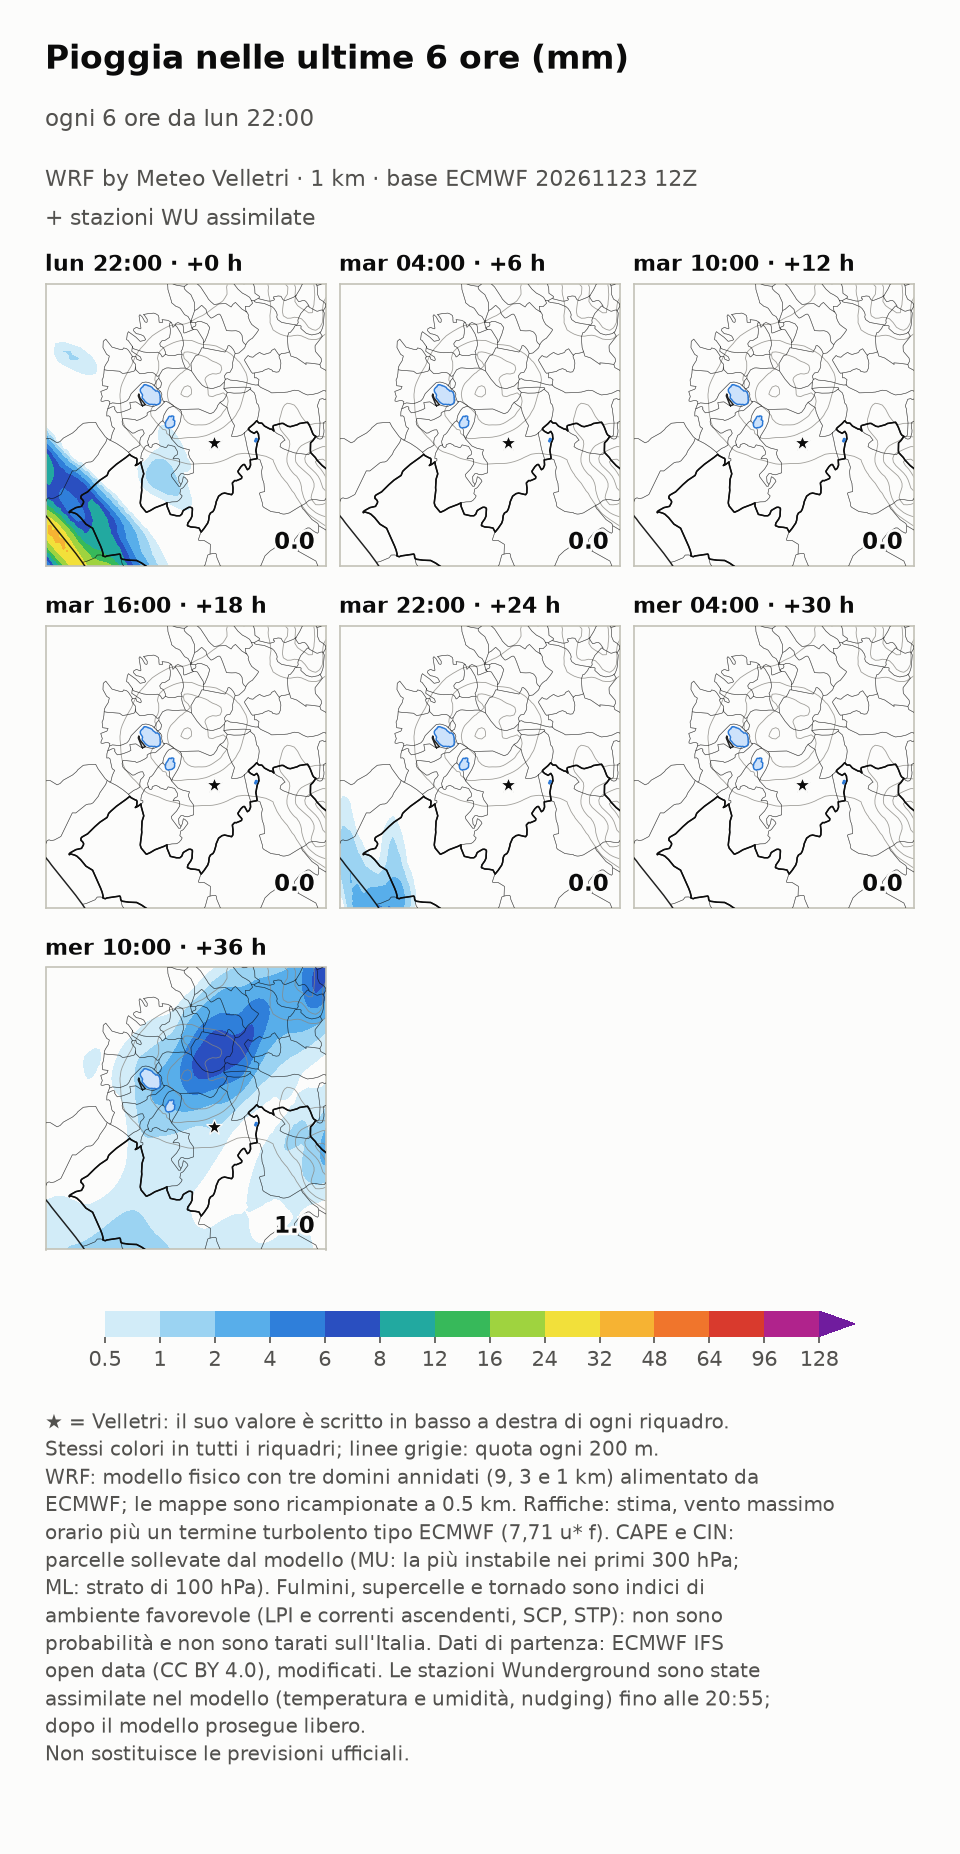 Pioggia nelle ultime 6 ore (mm)
ogni 6 ore da lun 22:00
WRF by Meteo Velletri · 1 km · base ECMWF 20261123 12Z
+ stazioni WU assimilate
lun 22:00 · +0 h
mar 04:00 · +6 h
mar 10:00 · +12 h
0.0
0.0
0.0
mar 16:00 · +18 h
mar 22:00 · +24 h
mer 04:00 · +30 h
0.0
0.0
0.0
mer 10:00 · +36 h
1.0
0.5 1 2 4 6 8 12 16 24 32 48 64 96 128
★ = Velletri: il suo valore è scritto in basso a destra di ogni riquadro.
Stessi colori in tutti i riquadri; linee grigie: quota ogni 200 m.
WRF: modello fisico con tre domini annidati (9, 3 e 1 km) alimentato da
ECMWF; le mappe sono ricampionate a 0.5 km. Raffiche: stima, vento massimo
orario più un termine turbolento tipo ECMWF (7,71 u* f). CAPE e CIN:
parcelle sollevate dal modello (MU: la più instabile nei primi 300 hPa;
ML: strato di 100 hPa). Fulmini, supercelle e tornado sono indici di
ambiente favorevole (LPI e correnti ascendenti, SCP, STP): non sono
probabilità e non sono tarati sull'Italia. Dati di partenza: ECMWF IFS
open data (CC BY 4.0), modificati. Le stazioni Wunderground sono state
assimilate nel modello (temperatura e umidità, nudging) fino alle 20:55;
dopo il modello prosegue libero.
Non sostituisce le previsioni ufficiali.